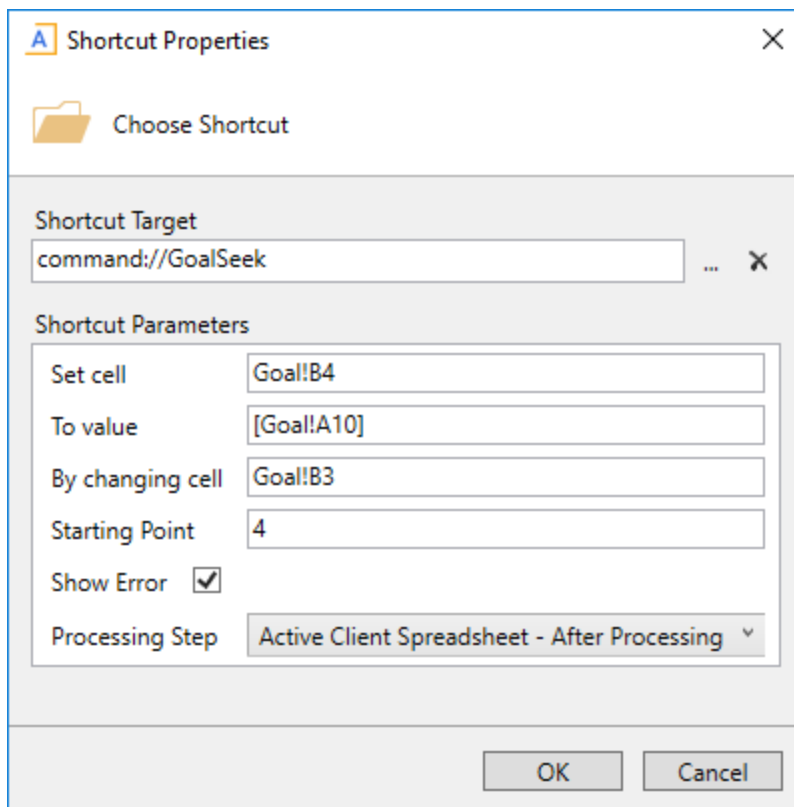 A Shortcut Properties
Choose Shortcut
Shortcut Target
command://GoalSeek ...
Shortcut Parameters
Set cell Goal!B4
To value [Goal!A10]
By changing cell Goal!B3
Starting Point 4
Show Error
Processing Step Active Client Spreadsheet - After Processing
OK Cancel